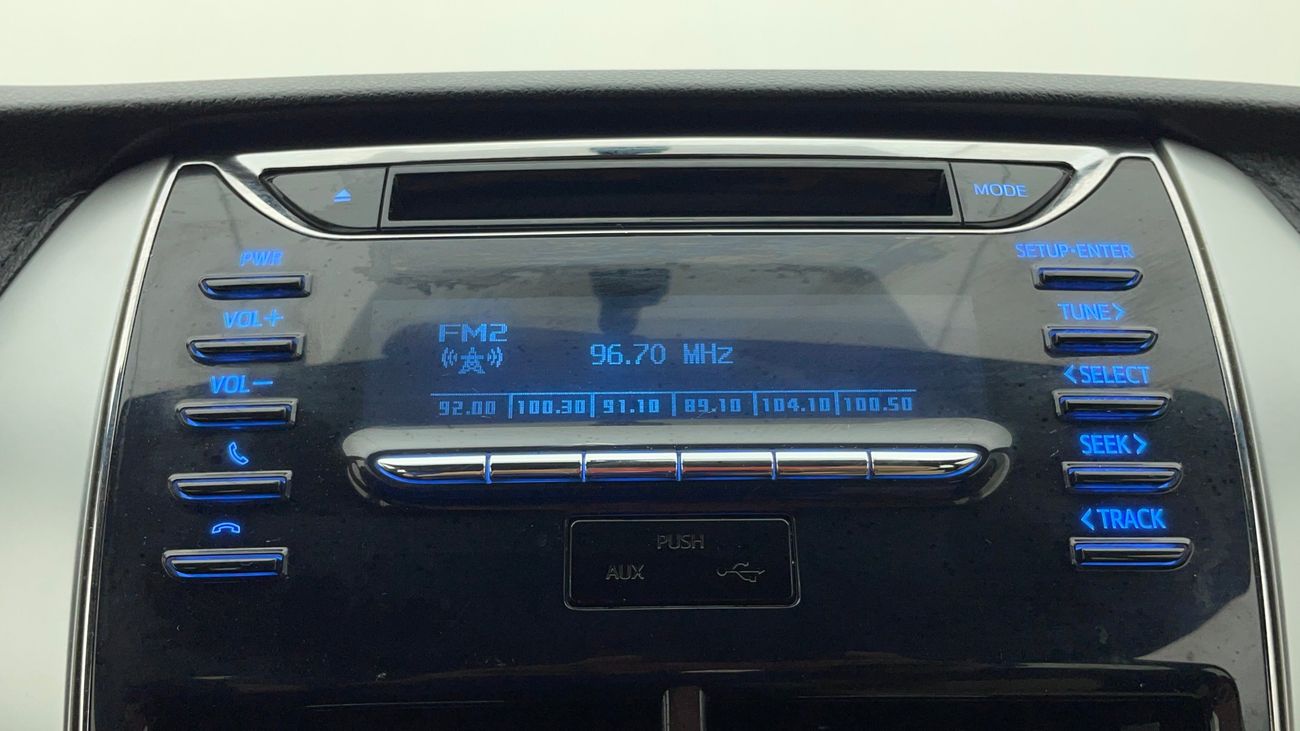 MODE
PWR
SETUP•ENTER
VOL+
TUNE>
FM2
96.70 MHz
VOL-
<SELECT
92.00 100.30 91.10 89.10 104.10 100.50
SEEK>
<TRACK
PUSH
AUX